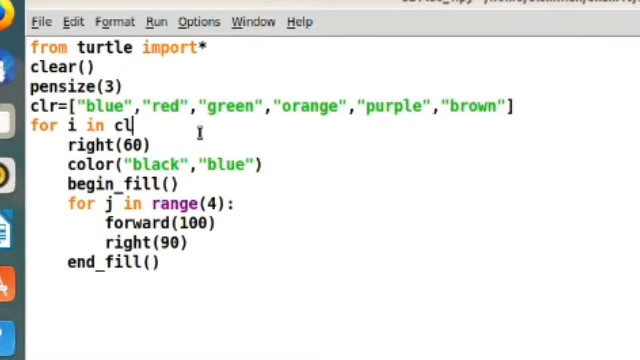 File Edit Format Run Options Window Help
from turtle import*
clear()
pensize(3)
clr=["blue","red","green","orange","purple","brown"]
for i in cl
    right(60)
    color("black","blue")
    begin_fill()
    for j in range(4):
        forward(100)
        right(90)
    end_fill()